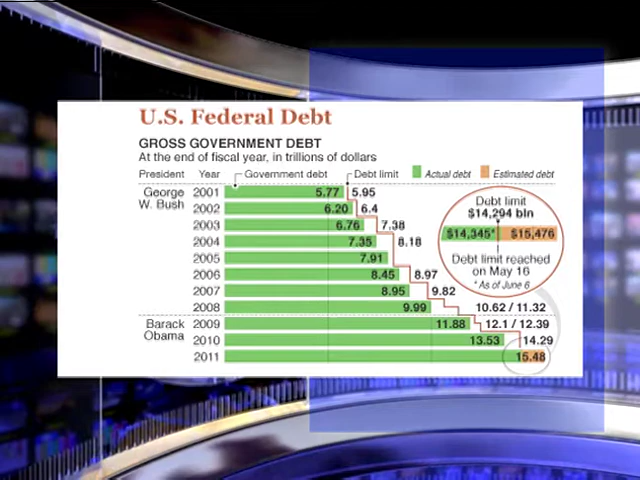 U.S. Federal Debt
GROSS GOVERNMENT DEBT
At the end of fiscal year, in trillions of dollars
President Year Government debt Debt limit Actual debt Estimated debt
George W. Bush
2001 5.77 5.95
2002 6.20 6.4
2003 6.76 7.38
2004 7.35 8.18
2005 7.91
2006 8.45 8.97
2007 8.95 9.82
2008 9.99 10.62 / 11.32
Barack Obama
2009 11.88 12.1 / 12.39
2010 13.53 14.29
2011 15.48
Debt limit
$14,294 bln
$14,345* $15,476
Debt limit reached
on May 16
* As of June 6